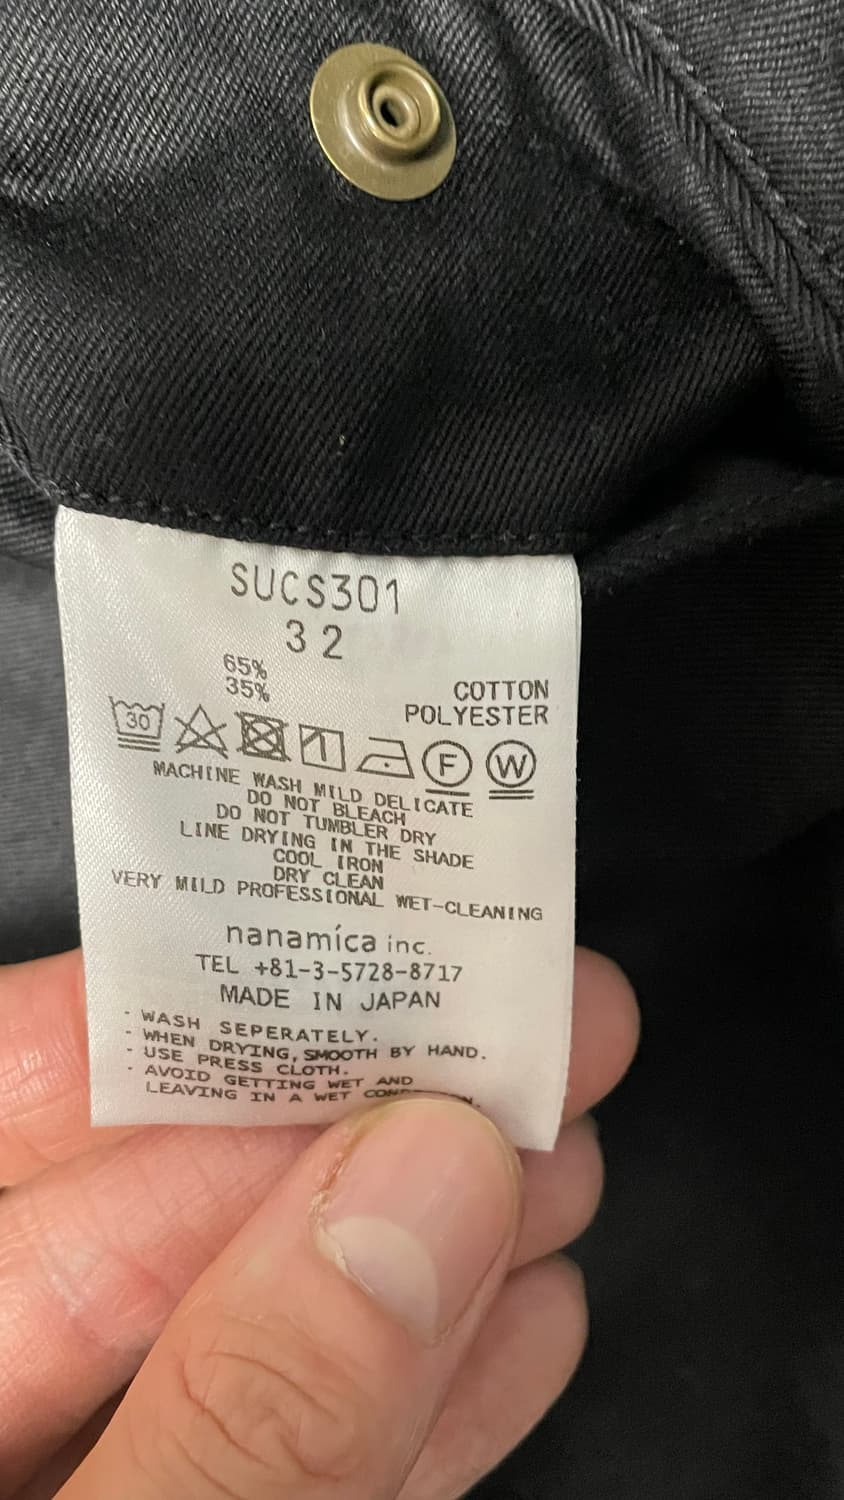 SUCS301
32
65% COTTON
35% POLYESTER
30 F W
MACHINE WASH MILD DELICATE
DO NOT BLEACH
DO NOT TUMBLER DRY
LINE DRYING IN THE SHADE
COOL IRON
DRY CLEAN
VERY MILD PROFESSIONAL WET-CLEANING
nanamíca inc.
TEL +81-3-5728-8717
MADE IN JAPAN
- WASH SEPERATELY.
- WHEN DRYING, SMOOTH BY HAND.
- USE PRESS CLOTH.
- AVOID GETTING WET AND
LEAVING IN A WET